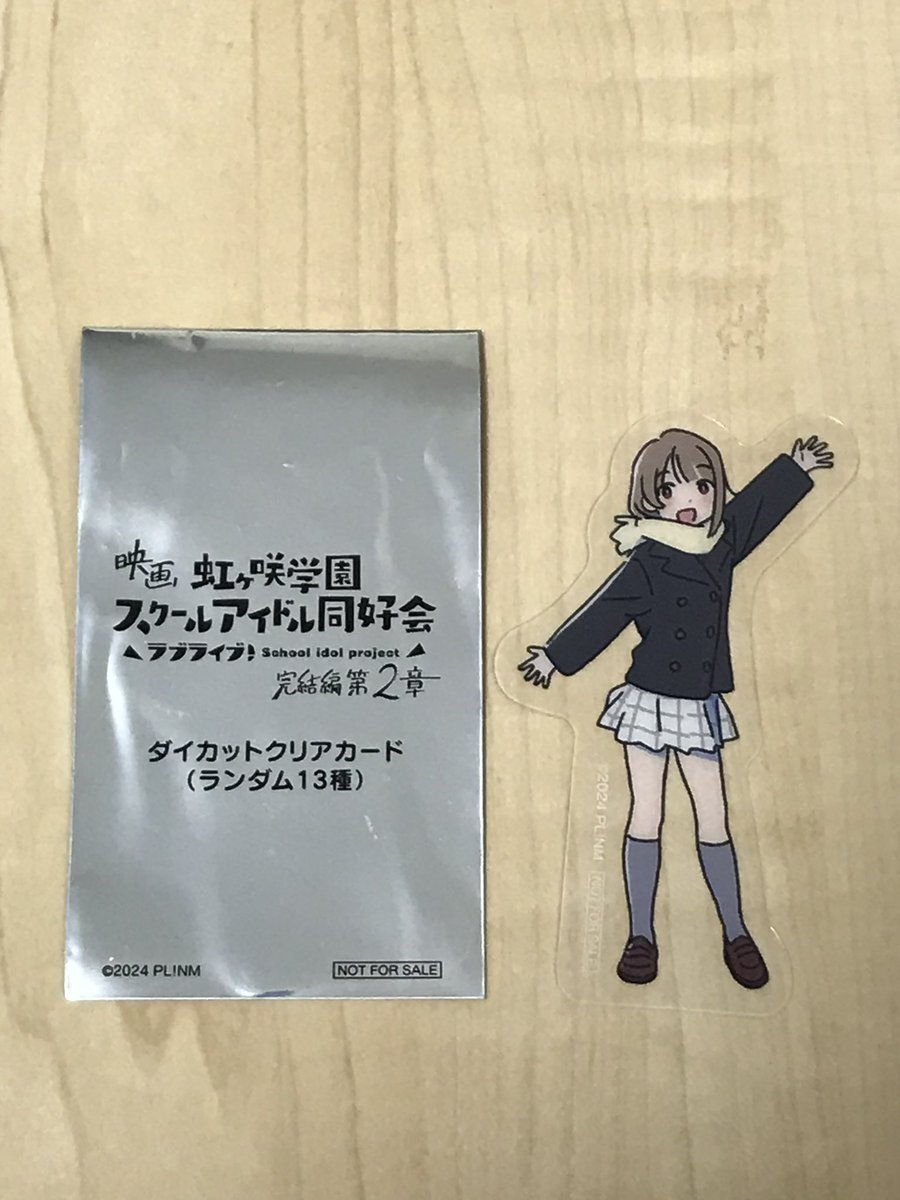 映画 虹ヶ咲学園
スクールアイドル同好会
ラブライブ! School idol project
完結編 第2章
ダイカットクリアカード
(ランダム13種)
©2024 PL!NM
NOT FOR SALE
©2024 PL!NM NOT FOR SALE